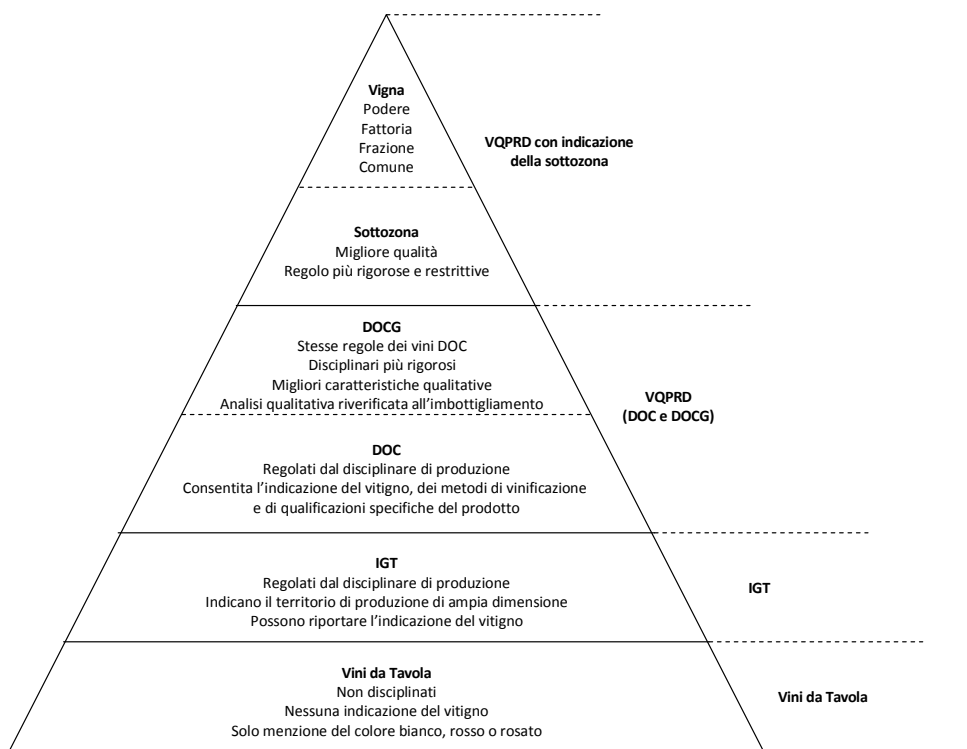 Vigna
Podere
Fattoria
Frazione
Comune
VQPRD con indicazione
della sottozona
Sottozona
Migliore qualità
Regolo più rigorose e restrittive
DOCG
Stesse regole dei vini DOC
Disciplinari più rigorosi
Migliori caratteristiche qualitative
Analisi qualitativa riverificata all’imbottigliamento
VQPRD
(DOC e DOCG)
DOC
Regolati dal disciplinare di produzione
Consentita l’indicazione del vitigno, dei metodi di vinificazione
e di qualificazioni specifiche del prodotto
IGT
Regolati dal disciplinare di produzione
Indicano il territorio di produzione di ampia dimensione
Possono riportare l’indicazione del vitigno
IGT
Vini da Tavola
Non disciplinati
Nessuna indicazione del vitigno
Solo menzione del colore bianco, rosso o rosato
Vini da Tavola